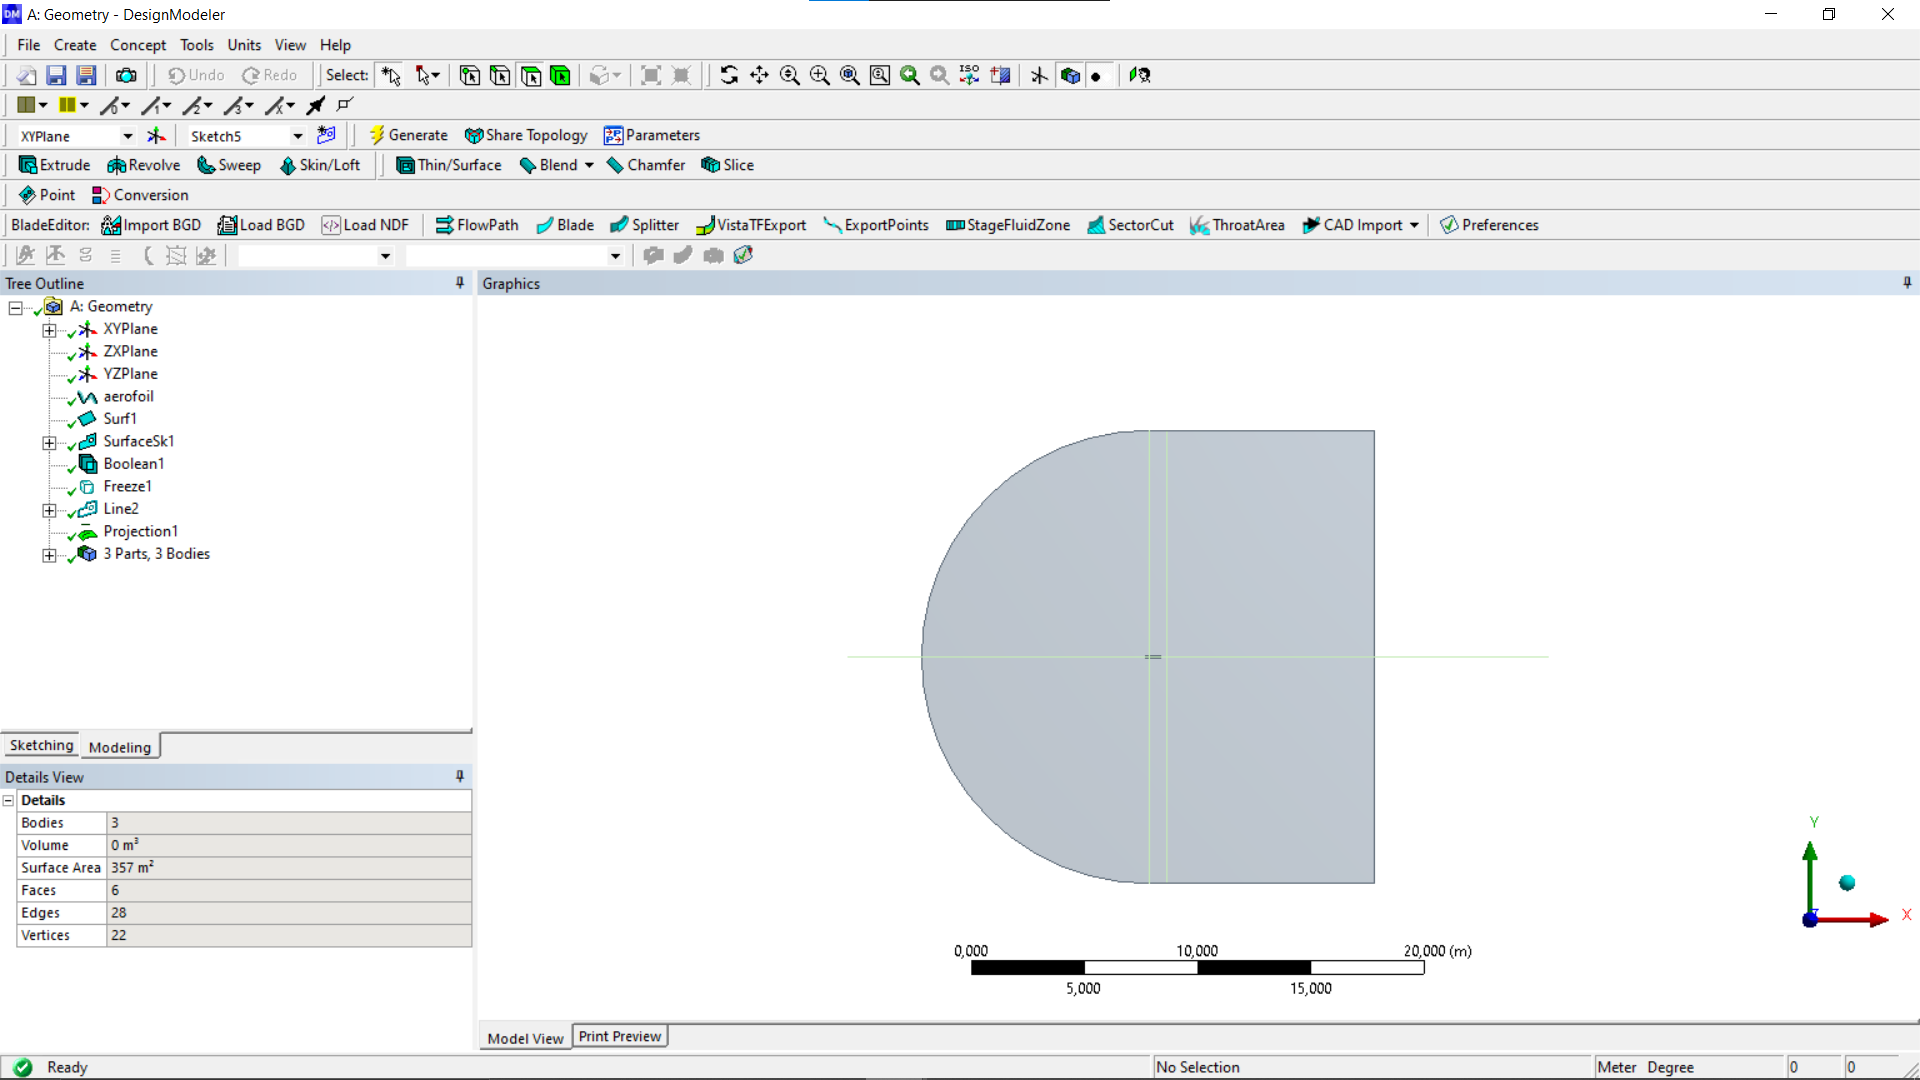 A: Geometry - DesignModeler
File Create Concept Tools Units View Help
Undo Redo Select: ISO
0 1 2 3 X
XYPlane Sketch5 Generate Share Topology Parameters
Extrude Revolve Sweep Skin/Loft Thin/Surface Blend Chamfer Slice
Point Conversion
BladeEditor: Import BGD Load BGD Load NDF FlowPath Blade Splitter VistaTFExport ExportPoints StageFluidZone SectorCut ThroatArea CAD Import Preferences
Tree Outline
A: Geometry
XYPlane
ZXPlane
YZPlane
aerofoil
Surf1
SurfaceSk1
Boolean1
Freeze1
Line2
Projection1
3 Parts, 3 Bodies
Sketching Modeling
Details View
Details
Bodies 3
Volume 0 m³
Surface Area 357 m²
Faces 6
Edges 28
Vertices 22
Graphics
Y
X
0,000 10,000 20,000 (m)
5,000 15,000
Model View Print Preview
Ready No Selection Meter Degree 0 0